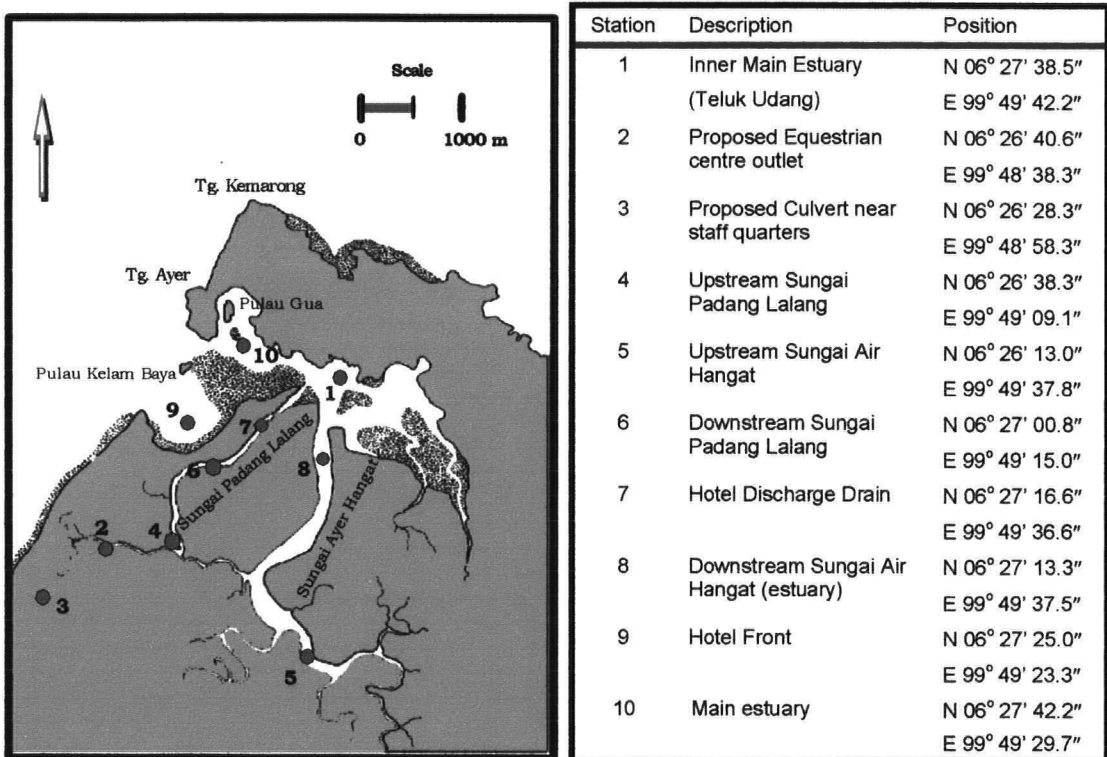 Scale
0 1000 m
Tg. Kemarong
Tg. Ayer
Pulau Gua
10
Pulau Kelam Baya
1
9
7
8
6
Sungai Padang Lalang
Sungai Ayer Hangat
2
4
3
5
Station Description Position
1 Inner Main Estuary N 06° 27' 38.5"
(Teluk Udang) E 99° 49' 42.2"
2 Proposed Equestrian N 06° 26' 40.6"
centre outlet
E 99° 48' 38.3"
3 Proposed Culvert near N 06° 26' 28.3"
staff quarters
E 99° 48' 58.3"
4 Upstream Sungai N 06° 26' 38.3"
Padang Lalang
E 99° 49' 09.1"
5 Upstream Sungai Air N 06° 26' 13.0"
Hangat
E 99° 49' 37.8"
6 Downstream Sungai N 06° 27' 00.8"
Padang Lalang
E 99° 49' 15.0"
7 Hotel Discharge Drain N 06° 27' 16.6"
E 99° 49' 36.6"
8 Downstream Sungai Air N 06° 27' 13.3"
Hangat (estuary)
E 99° 49' 37.5"
9 Hotel Front N 06° 27' 25.0"
E 99° 49' 23.3"
10 Main estuary N 06° 27' 42.2"
E 99° 49' 29.7"